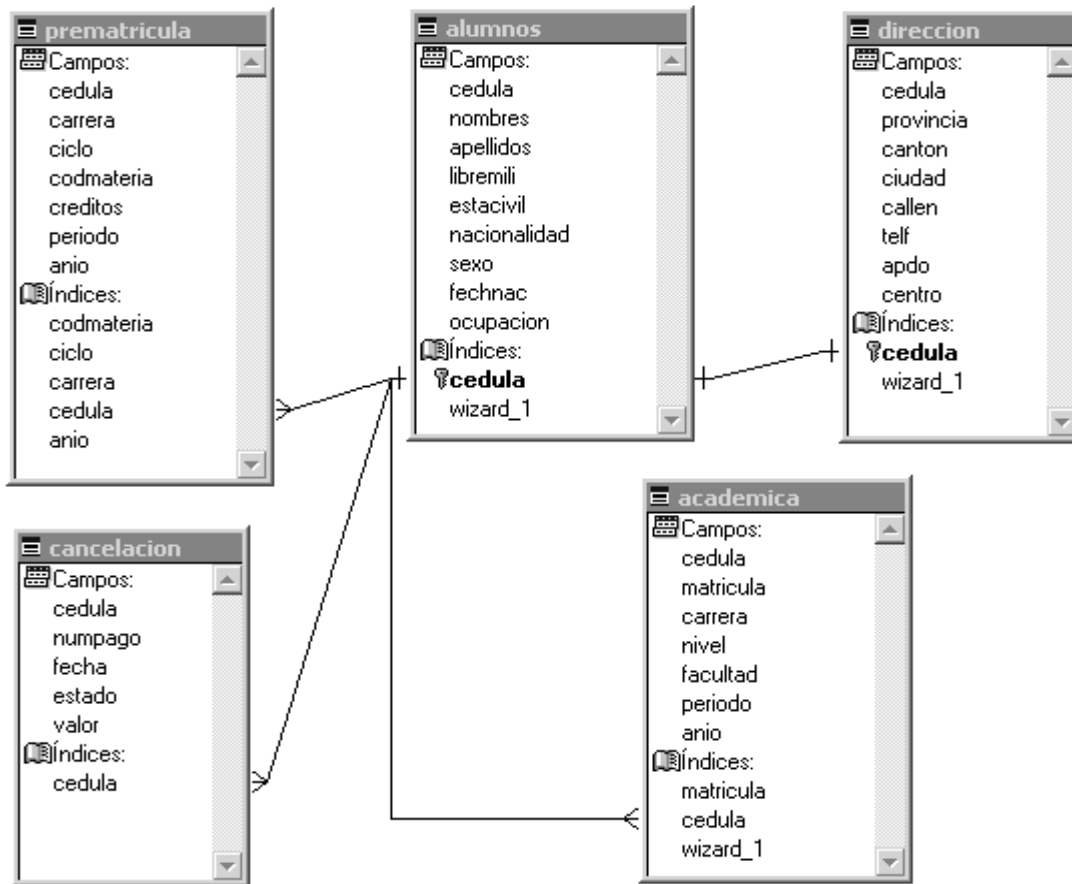 prematricula
Campos:
cedula
carrera
ciclo
codmateria
creditos
periodo
anio
Índices:
codmateria
ciclo
carrera
cedula
anio
alumnos
Campos:
cedula
nombres
apellidos
libremili
estacivil
nacionalidad
sexo
fechnac
ocupacion
Índices:
cedula
wizard_1
direccion
Campos:
cedula
provincia
canton
ciudad
callen
telf
apdo
centro
Índices:
cedula
wizard_1
cancelacion
Campos:
cedula
numpago
fecha
estado
valor
Índices:
cedula
academica
Campos:
cedula
matricula
carrera
nivel
facultad
periodo
anio
Índices:
matricula
cedula
wizard_1